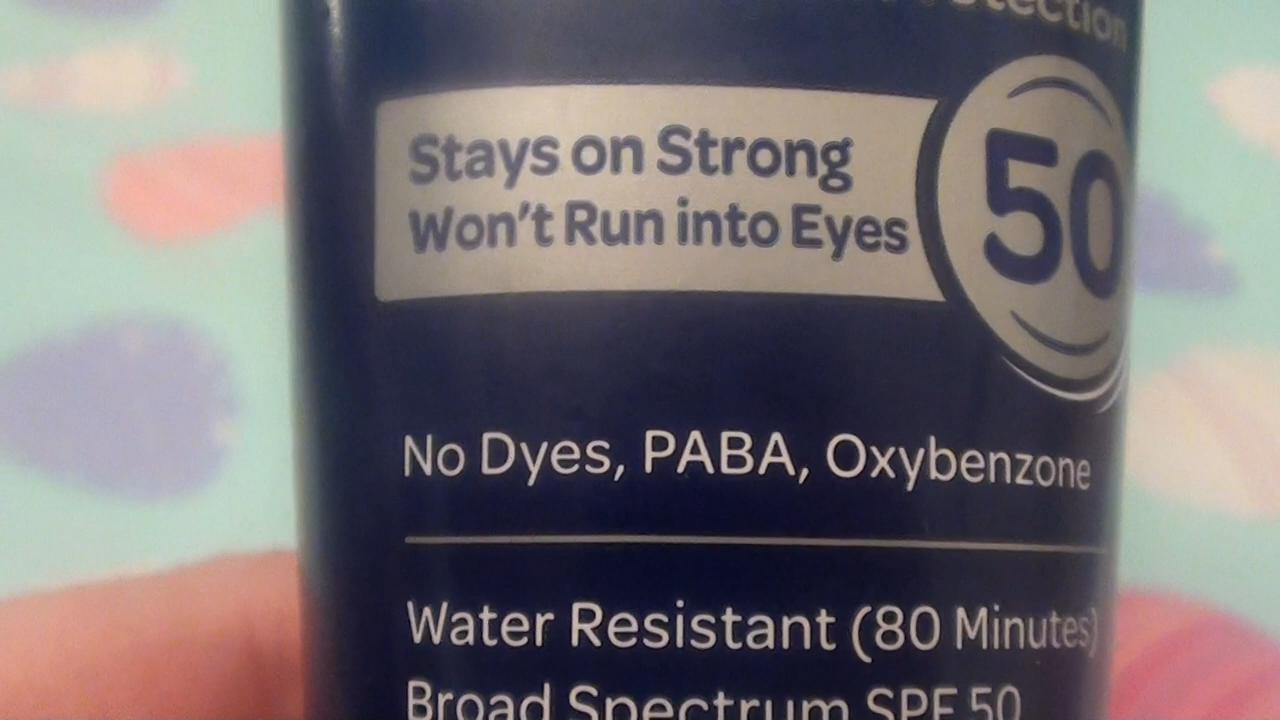 Protection
Stays on Strong
Won't Run into Eyes
50
No Dyes, PABA, Oxybenzone
Water Resistant (80 Minutes)
Broad Spectrum SPF 50